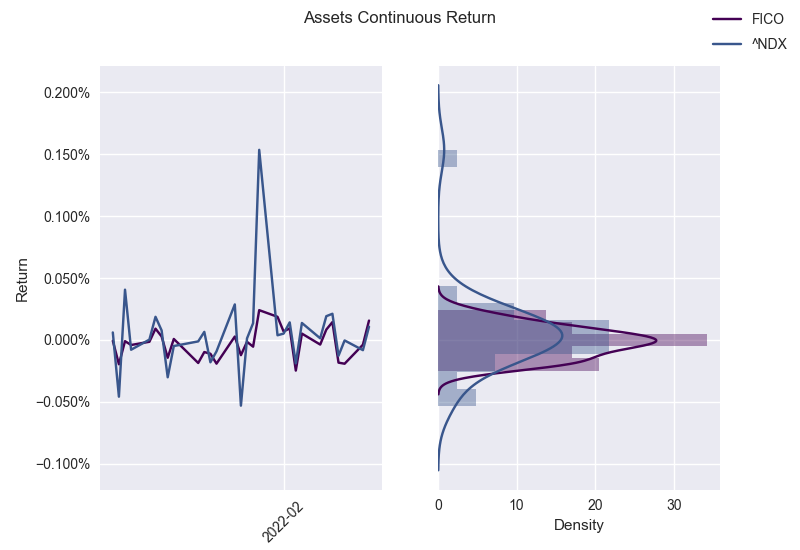 Assets Continuous Return
FICO
^NDX
0.200%
0.150%
0.100%
0.050%
0.000%
−0.050%
−0.100%
Return
2022-02
0 10 20 30
Density